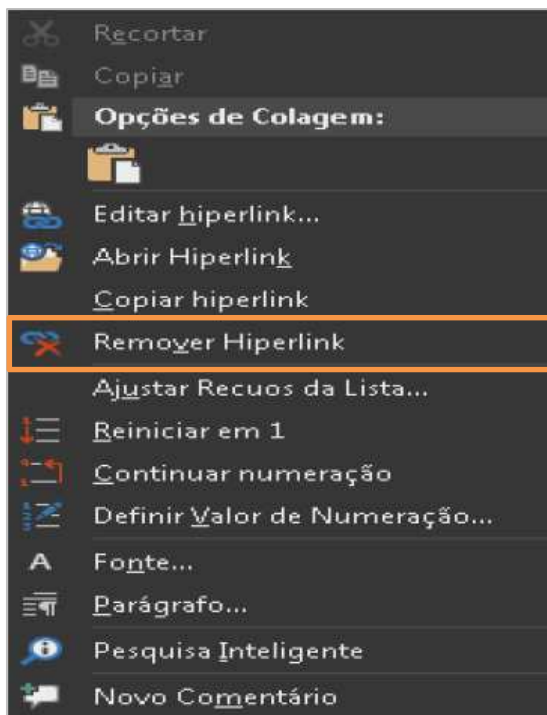 Recortar
Copiar
Opções de Colagem:
Editar hiperlink...
Abrir Hiperlink
Copiar hiperlink
Remover Hiperlink
Ajustar Recuos da Lista...
Reiniciar em 1
Continuar numeração
Definir Valor de Numeração...
Fonte...
Parágrafo...
Pesquisa Inteligente
Novo Comentário